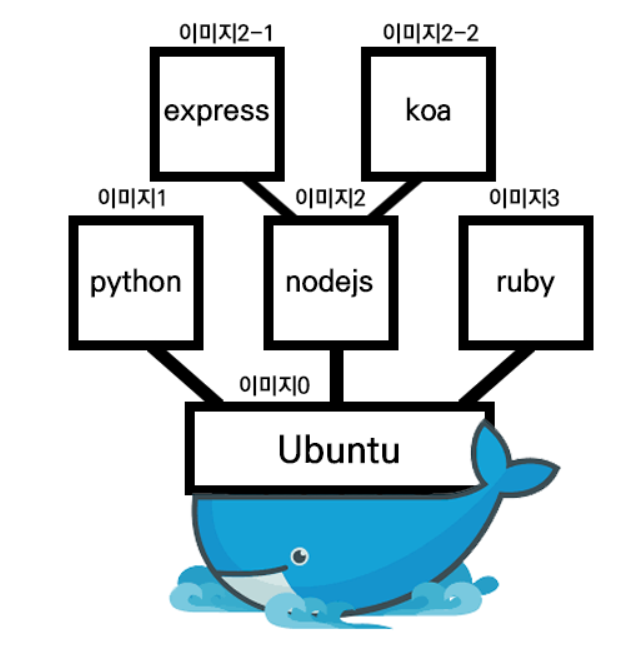 이미지2-1
이미지2-2
express
koa
이미지1
이미지2
이미지3
python
nodejs
ruby
이미지0
Ubuntu